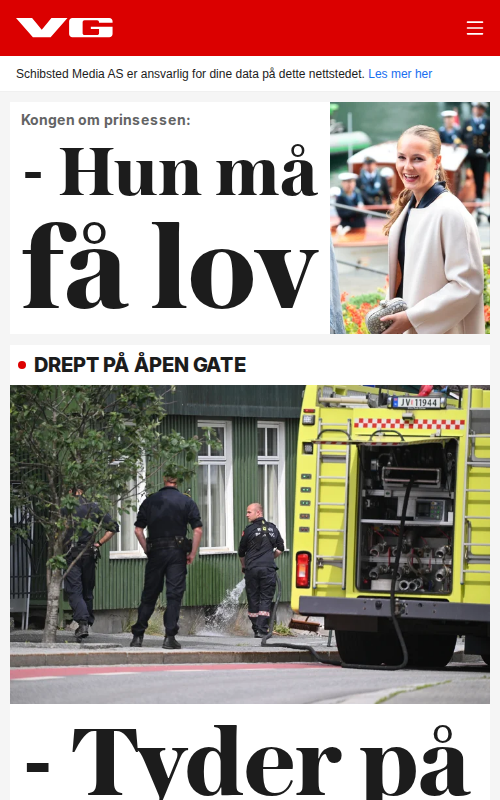 VG
Schibsted Media AS er ansvarlig for dine data på dette nettstedet. Les mer her
Kongen om prinsessen:
- Hun må
få lov
DREPT PÅ ÅPEN GATE
JV 11944
- Tyder på